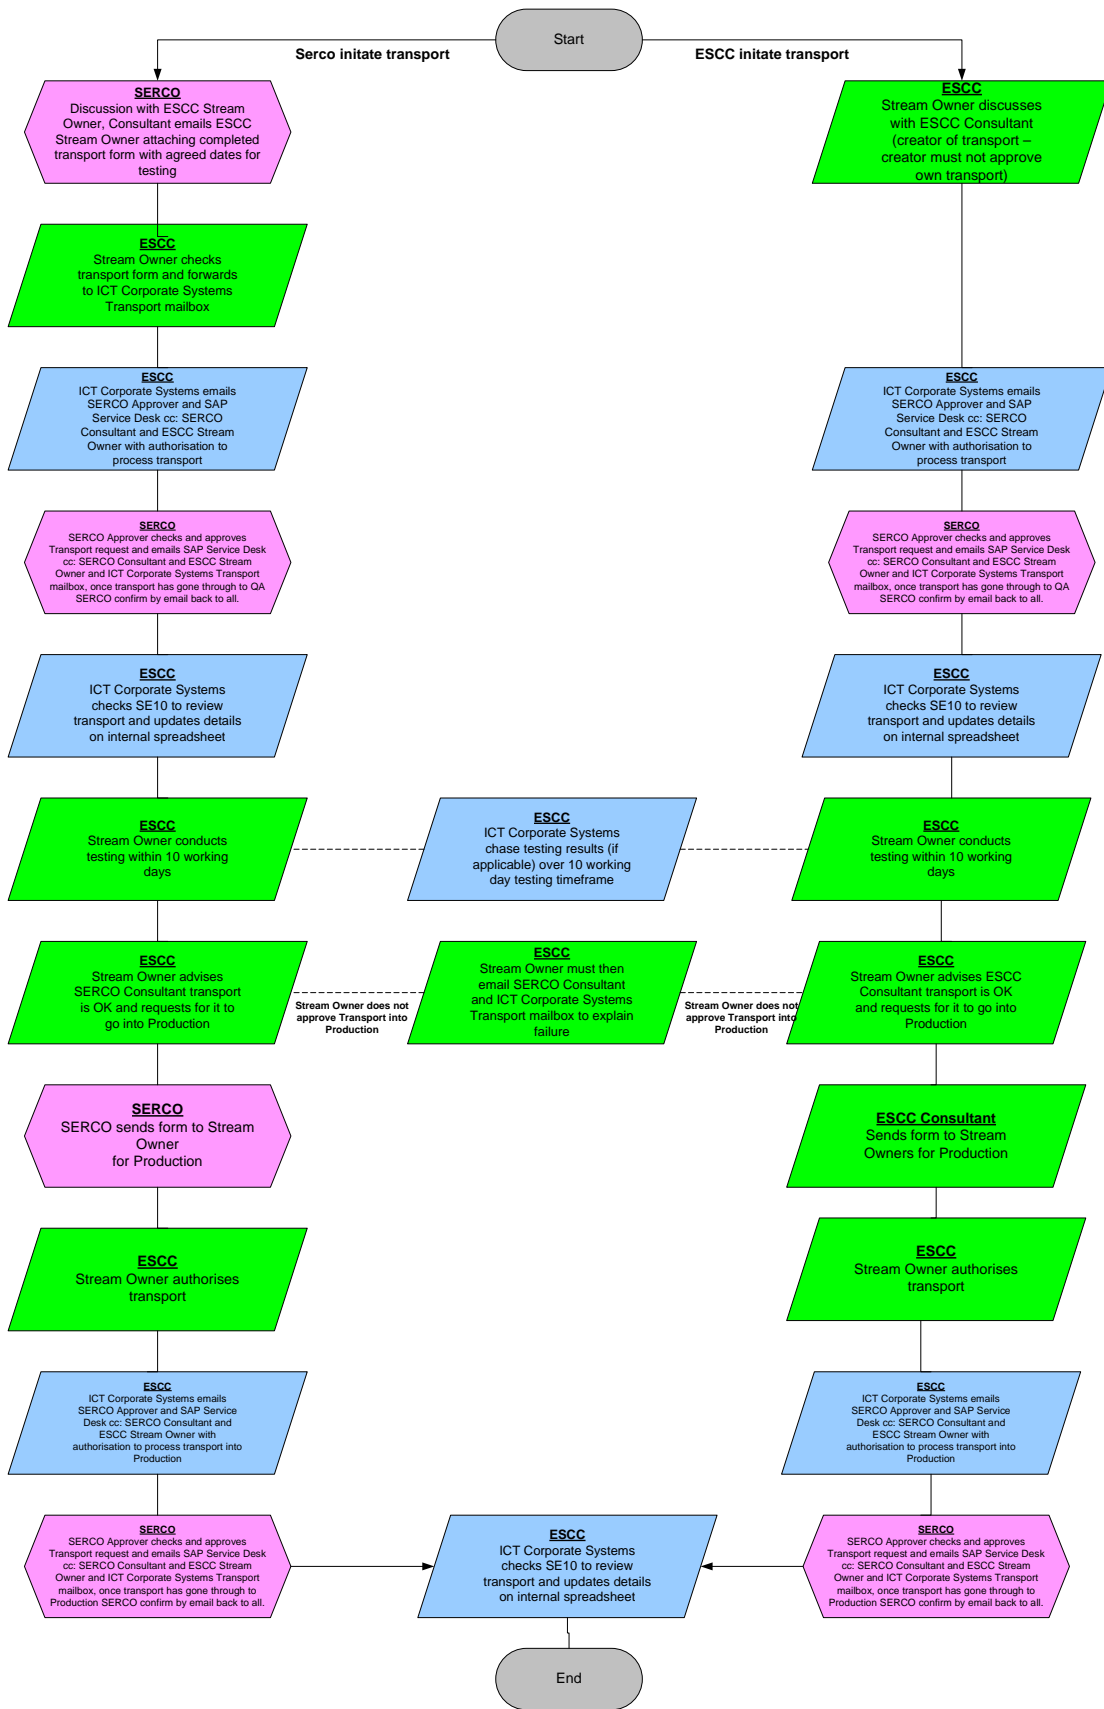 Start
Serco initate transport
ESCC initate transport
SERCO
Discussion with ESCC Stream
Owner, Consultant emails ESCC
Stream Owner attaching completed
transport form with agreed dates for
testing
ESCC
Stream Owner discusses
with ESCC Consultant
(creator of transport –
creator must not approve
own transport)
ESCC
Stream Owner checks
transport form and forwards
to ICT Corporate Systems
Transport mailbox
ESCC
ICT Corporate Systems emails
SERCO Approver and SAP
Service Desk cc: SERCO
Consultant and ESCC Stream
Owner with authorisation to
process transport
ESCC
ICT Corporate Systems emails
SERCO Approver and SAP
Service Desk cc: SERCO
Consultant and ESCC Stream
Owner with authorisation to
process transport
SERCO
SERCO Approver checks and approves
Transport request and emails SAP Service Desk
cc: SERCO Consultant and ESCC Stream
Owner and ICT Corporate Systems Transport
mailbox, once transport has gone through to QA
SERCO confirm by email back to all.
SERCO
SERCO Approver checks and approves
Transport request and emails SAP Service Desk
cc: SERCO Consultant and ESCC Stream
Owner and ICT Corporate Systems Transport
mailbox, once transport has gone through to QA
SERCO confirm by email back to all.
ESCC
ICT Corporate Systems
checks SE10 to review
transport and updates details
on internal spreadsheet
ESCC
ICT Corporate Systems
checks SE10 to review
transport and updates details
on internal spreadsheet
ESCC
Stream Owner conducts
testing within 10 working
days
ESCC
ICT Corporate Systems
chase testing results (if
applicable) over 10 working
day testing timeframe
ESCC
Stream Owner conducts
testing within 10 working
days
ESCC
Stream Owner advises
SERCO Consultant transport
is OK and requests for it to
go into Production
Stream Owner does not
approve Transport into
Production
ESCC
Stream Owner must then
email SERCO Consultant
and ICT Corporate Systems
Transport mailbox to explain
failure
Stream Owner does not
approve Transport into
Production
ESCC
Stream Owner advises ESCC
Consultant transport is OK
and requests for it to go into
Production
SERCO
SERCO sends form to Stream
Owner
for Production
ESCC Consultant
Sends form to Stream
Owners for Production
ESCC
Stream Owner authorises
transport
ESCC
Stream Owner authorises
transport
ESCC
ICT Corporate Systems emails
SERCO Approver and SAP Service
Desk cc: SERCO Consultant and
ESCC Stream Owner with
authorisation to process transport into
Production
ESCC
ICT Corporate Systems emails
SERCO Approver and SAP Service
Desk cc: SERCO Consultant and
ESCC Stream Owner with
authorisation to process transport into
Production
SERCO
SERCO Approver checks and approves
Transport request and emails SAP Service Desk
cc: SERCO Consultant and ESCC Stream
Owner and ICT Corporate Systems Transport
mailbox, once transport has gone through to
Production SERCO confirm by email back to all.
ESCC
ICT Corporate Systems
checks SE10 to review
transport and updates details
on internal spreadsheet
SERCO
SERCO Approver checks and approves
Transport request and emails SAP Service Desk
cc: SERCO Consultant and ESCC Stream
Owner and ICT Corporate Systems Transport
mailbox, once transport has gone through to
Production SERCO confirm by email back to all.
End